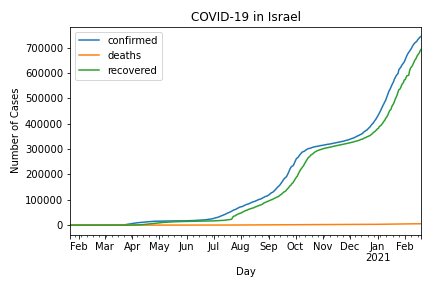 COVID-19 in Israel
confirmed
deaths
recovered
Number of Cases
700000
600000
500000
400000
300000
200000
100000
0
Feb Mar Apr May Jun Jul Aug Sep Oct Nov Dec Jan Feb
2021
Day